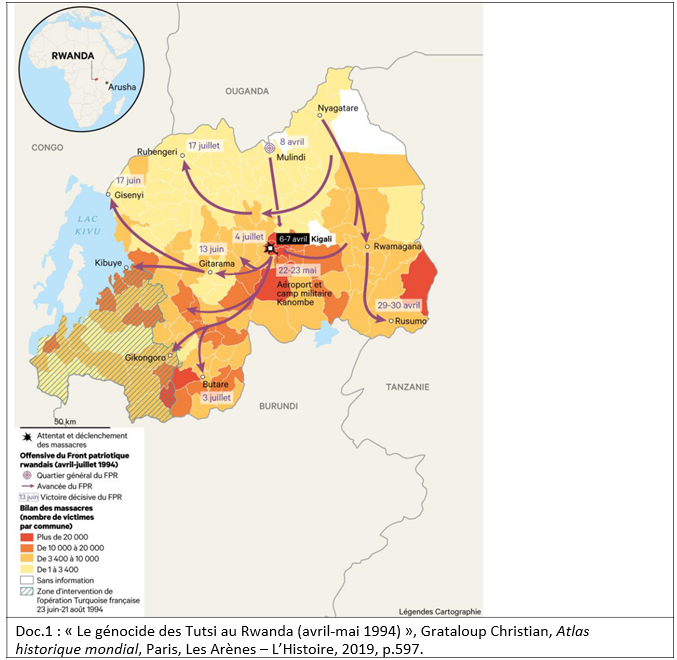 RWANDA
Arusha
OUGANDA
CONGO
Nyagatare
Ruhengeri
17 juillet
8 avril
Mulindi
17 juin
Gisenyi
LAC
KIVU
4 juillet
6-7 avril Kigali
13 juin
Rwamagana
Kibuye
Gitarama
22-23 mai
Aéroport et
camp militaire
Kanombe
29-30 avril
Rusumo
Gikongoro
Butare
3 juillet
TANZANIE
BURUNDI
50 km
Attentat et déclenchement
des massacres
Offensive du Front patriotique
rwandais (avril-juillet 1994)
Quartier général du FPR
Avancée du FPR
13 juin Victoire décisive du FPR
Bilan des massacres
(nombre de victimes
par commune)
Plus de 20 000
De 10 000 à 20 000
De 3 400 à 10 000
De 1 à 3 400
Sans information
Zone d'intervention de
l'opération Turquoise française
23 juin-21 août 1994
Légendes Cartographie
Doc.1 : « Le génocide des Tutsi au Rwanda (avril-mai 1994) », Grataloup Christian, Atlas
historique mondial, Paris, Les Arènes – L'Histoire, 2019, p.597.